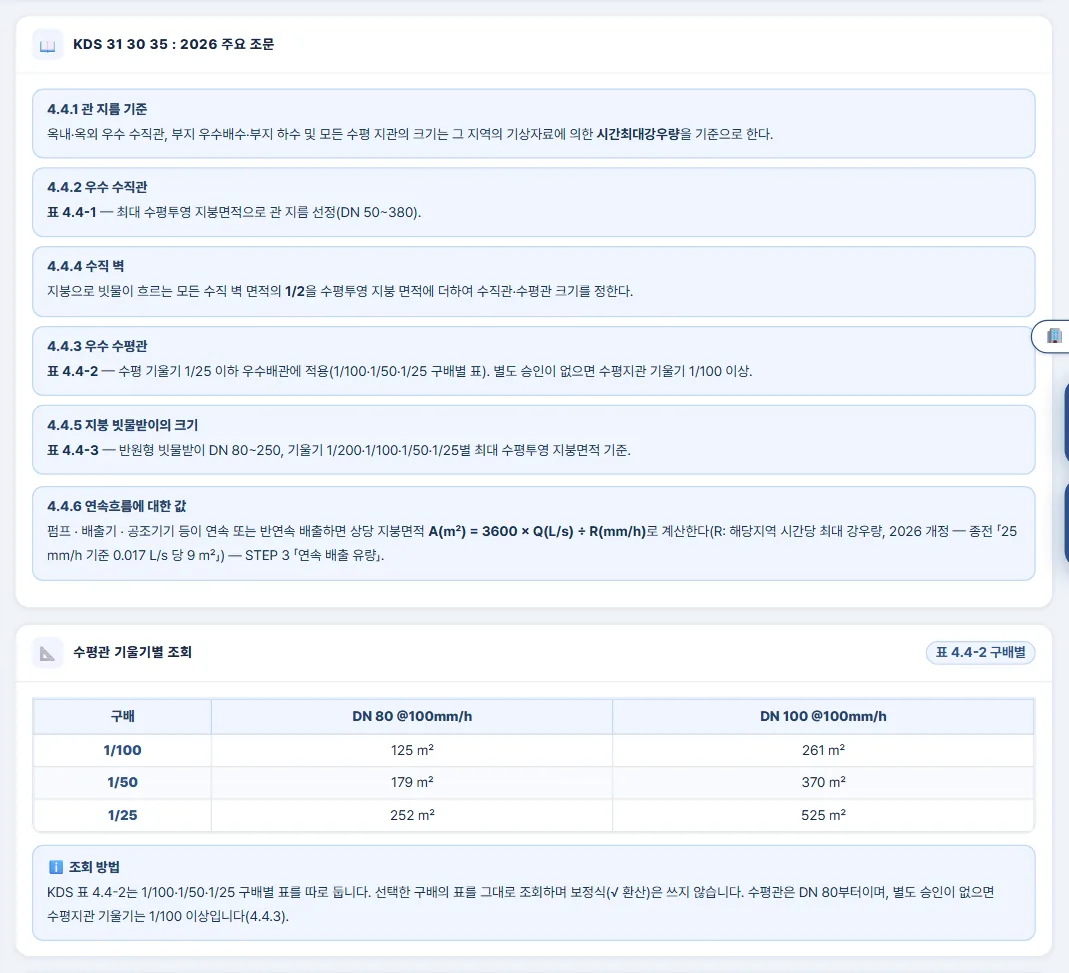 KDS 31 30 35 : 2026 주요 조문
4.4.1 관 지름 기준
옥내·옥외 우수 수직관, 부지 우수배수·부지 하수 및 모든 수평 지관의 크기는 그 지역의 기상자료에 의한 시간최대강우량을 기준으로 한다.
4.4.2 우수 수직관
표 4.4-1 — 최대 수평투영 지붕면적으로 관 지름 선정(DN 50~380).
4.4.4 수직 벽
지붕으로 빗물이 흐르는 모든 수직 벽 면적의 1/2을 수평투영 지붕 면적에 더하여 수직관·수평관 크기를 정한다.
4.4.3 우수 수평관
표 4.4-2 — 수평 기울기 1/25 이하 우수배관에 적용(1/100·1/50·1/25 구배별 표). 별도 승인이 없으면 수평지관 기울기 1/100 이상.
4.4.5 지붕 빗물받이의 크기
표 4.4-3 — 반원형 빗물받이 DN 80~250, 기울기 1/200·1/100·1/50·1/25별 최대 수평투영 지붕면적 기준.
4.4.6 연속흐름에 대한 값
펌프 · 배출기 · 공조기기 등이 연속 또는 반연속 배출하면 상당 지붕면적 A(m²) = 3600 × Q(L/s) ÷ R(mm/h)로 계산한다(R: 해당지역 시간당 최대 강우량, 2026 개정 — 종전 「25
mm/h 기준 0.017 L/s 당 9 m²」) — STEP 3 「연속 배출 유량」.
수평관 기울기별 조회
표 4.4-2 구배별
구배 DN 80 @100mm/h DN 100 @100mm/h
1/100 125 m² 261 m²
1/50 179 m² 370 m²
1/25 252 m² 525 m²
조회 방법
KDS 표 4.4-2는 1/100·1/50·1/25 구배별 표를 따로 둡니다. 선택한 구배의 표를 그대로 조회하며 보정식(√ 환산)은 쓰지 않습니다. 수평관은 DN 80부터이며, 별도 승인이 없으면
수평지관 기울기는 1/100 이상입니다(4.4.3).